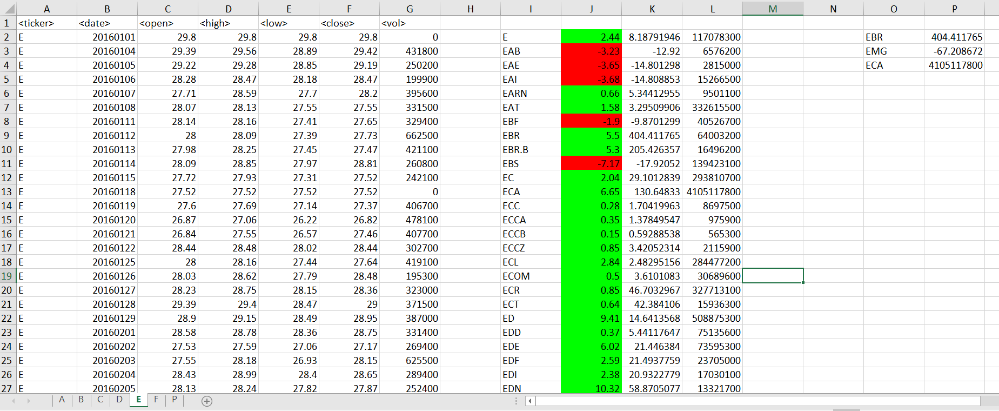 A B C D E F G H I J K L M N O P
1 <ticker> <date> <open> <high> <low> <close> <vol>
2 E 20160101 29.8 29.8 29.8 29.8 0 E 2.44 8.18791946 117078300 EBR 404.411765
3 E 20160104 29.39 29.56 28.89 29.42 431800 EAB -3.23 -12.92 6576200 EMG -67.208672
4 E 20160105 29.22 29.28 28.85 29.19 250200 EAE -3.65 -14.801298 2815000 ECA 4105117800
5 E 20160106 28.28 28.47 28.18 28.47 199900 EAI -3.68 -14.808853 15266500
6 E 20160107 27.71 28.59 27.7 28.2 395600 EARN 0.66 5.34412955 9501100
7 E 20160108 28.07 28.13 27.55 27.55 331500 EAT 1.58 3.29509906 332615500
8 E 20160111 28.14 28.16 27.41 27.65 329400 EBF -1.9 -9.8701299 40526700
9 E 20160112 28 28.09 27.39 27.73 662500 EBR 5.5 404.411765 64003200
10 E 20160113 27.98 28.25 27.45 27.47 421100 EBR.B 5.3 205.426357 16496200
11 E 20160114 28.09 28.85 27.97 28.81 260800 EBS -7.17 -17.92052 139423100
12 E 20160115 27.72 27.93 27.31 27.52 242100 EC 2.04 29.1012839 293810700
13 E 20160118 27.52 27.52 27.52 27.52 0 ECA 6.65 130.64833 4105117800
14 E 20160119 27.6 27.69 27.14 27.37 406700 ECC 0.28 1.70419963 8697500
15 E 20160120 26.87 27.06 26.22 26.82 478100 ECCA 0.35 1.37849547 975900
16 E 20160121 26.84 27.55 26.57 27.46 407700 ECCB 0.15 0.59288538 565300
17 E 20160122 28.44 28.48 28.02 28.44 302700 ECCZ 0.85 3.42052314 2115900
18 E 20160125 28 28.16 27.44 27.64 419100 ECL 2.84 2.48295156 284477200
19 E 20160126 28.03 28.62 27.79 28.48 195300 ECOM 0.5 3.6101083 30689600
20 E 20160127 28.23 28.75 28.15 28.36 323000 ECR 0.85 46.7032967 327713100
21 E 20160128 29.39 29.4 28.47 29 371500 ECT 0.64 42.384106 15936300
22 E 20160129 28.9 29.15 28.49 28.95 387000 ED 9.41 14.6413568 508875300
23 E 20160201 28.58 28.78 28.36 28.75 331400 EDD 0.37 5.44117647 75135600
24 E 20160202 27.53 27.59 27.06 27.17 269400 EDE 6.02 21.446384 73595300
25 E 20160203 27.55 28.18 26.93 28.15 625500 EDF 2.59 21.4937759 23705000
26 E 20160204 28.43 28.99 28.4 28.65 289400 EDI 2.38 20.9322779 17030100
27 E 20160205 28.13 28.24 27.82 27.87 252400 EDN 10.32 58.8705077 13321700
A B C D E F P